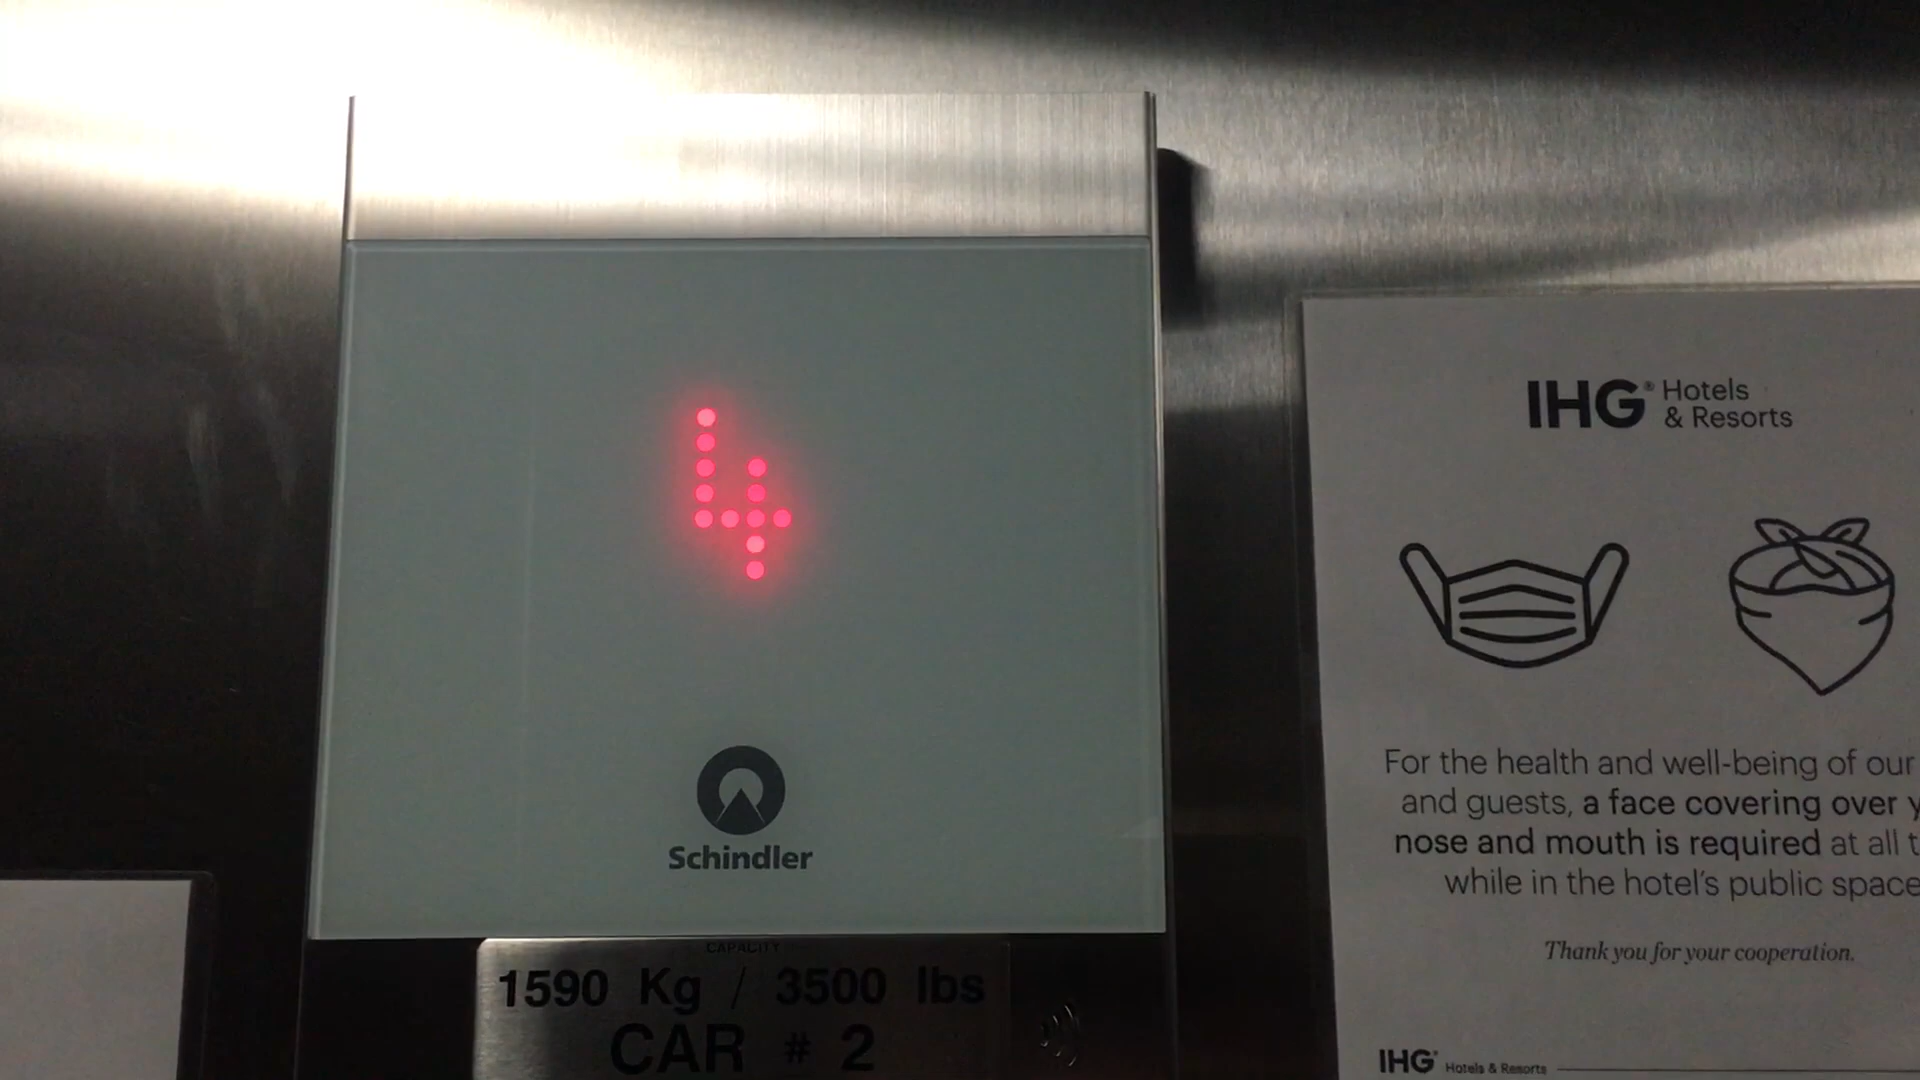 4
Schindler
CAPACITY
1590 Kg / 3500 lbs
CAR # 2
IHG® Hotels
& Resorts
For the health and well-being of our
and guests, a face covering over
nose and mouth is required at all
while in the hotel's public space
Thank you for your cooperation.
IHG® Hotels & Resorts